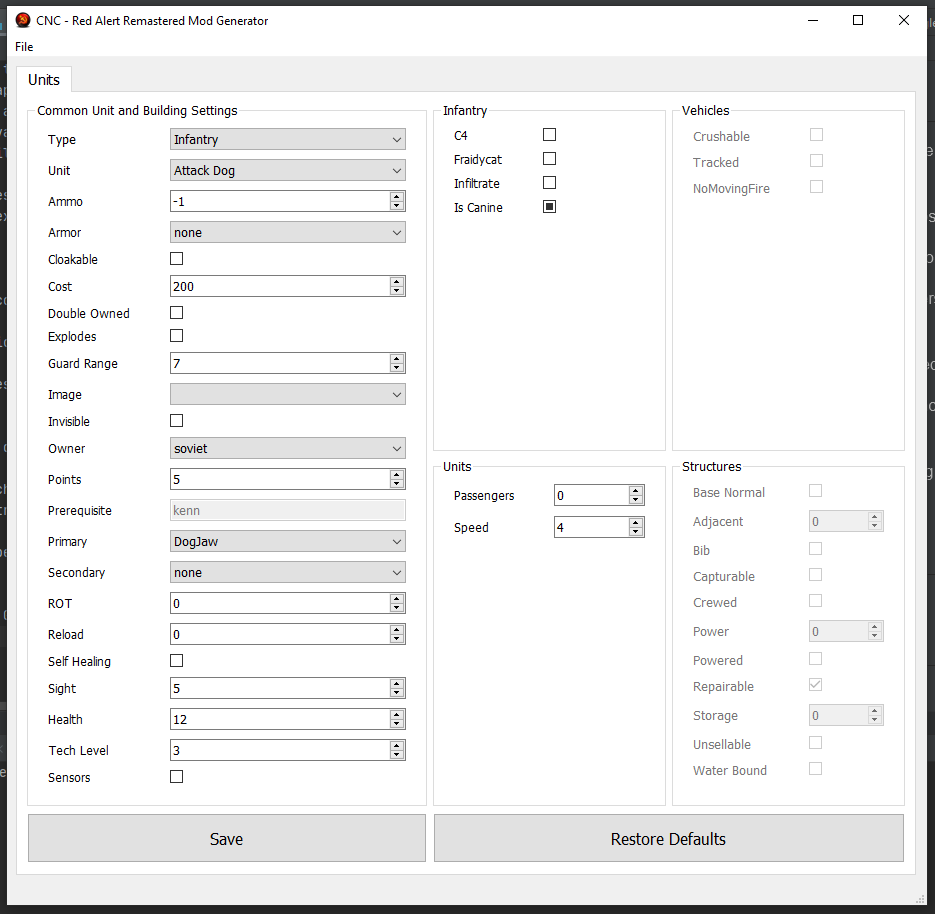 CNC - Red Alert Remastered Mod Generator
File
Units
Common Unit and Building Settings
Type Infantry
Unit Attack Dog
Ammo -1
Armor none
Cloakable
Cost 200
Double Owned
Explodes
Guard Range 7
Image
Invisible
Owner soviet
Points 5
Prerequisite kenn
Primary DogJaw
Secondary none
ROT 0
Reload 0
Self Healing
Sight 5
Health 12
Tech Level 3
Sensors
Infantry
C4
Fraidycat
Infiltrate
Is Canine
Vehicles
Crushable
Tracked
NoMovingFire
Units
Passengers 0
Speed 4
Structures
Base Normal
Adjacent 0
Bib
Capturable
Crewed
Power 0
Powered
Repairable
Storage 0
Unsellable
Water Bound
Save
Restore Defaults